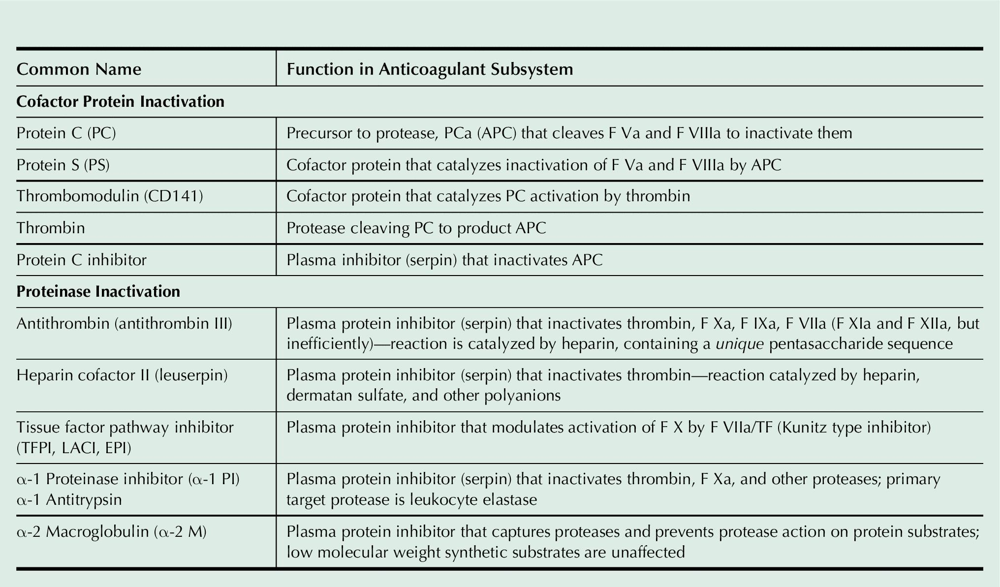 Common Name
Function in Anticoagulant Subsystem
Cofactor Protein Inactivation
Protein C (PC)
Precursor to protease, PCa (APC) that cleaves F Va and F VIIIa to inactivate them
Protein S (PS)
Cofactor protein that catalyzes inactivation of F Va and F VIIIa by APC
Thrombomodulin (CD141)
Cofactor protein that catalyzes PC activation by thrombin
Thrombin
Protease cleaving PC to product APC
Protein C inhibitor
Plasma inhibitor (serpin) that inactivates APC
Proteinase Inactivation
Antithrombin (antithrombin III)
Plasma protein inhibitor (serpin) that inactivates thrombin, F Xa, F IXa, F VIIa (F XIa and F XIIa, but
inefficiently)—reaction is catalyzed by heparin, containing a unique pentasaccharide sequence
Heparin cofactor II (leuserpin)
Plasma protein inhibitor (serpin) that inactivates thrombin—reaction catalyzed by heparin,
dermatan sulfate, and other polyanions
Tissue factor pathway inhibitor
(TFPI, LACI, EPI)
Plasma protein inhibitor that modulates activation of F X by F VIIa/TF (Kunitz type inhibitor)
α-1 Proteinase inhibitor (α-1 PI)
α-1 Antitrypsin
Plasma protein inhibitor (serpin) that inactivates thrombin, F Xa, and other proteases; primary
target protease is leukocyte elastase
α-2 Macroglobulin (α-2 M)
Plasma protein inhibitor that captures proteases and prevents protease action on protein substrates;
low molecular weight synthetic substrates are unaffected